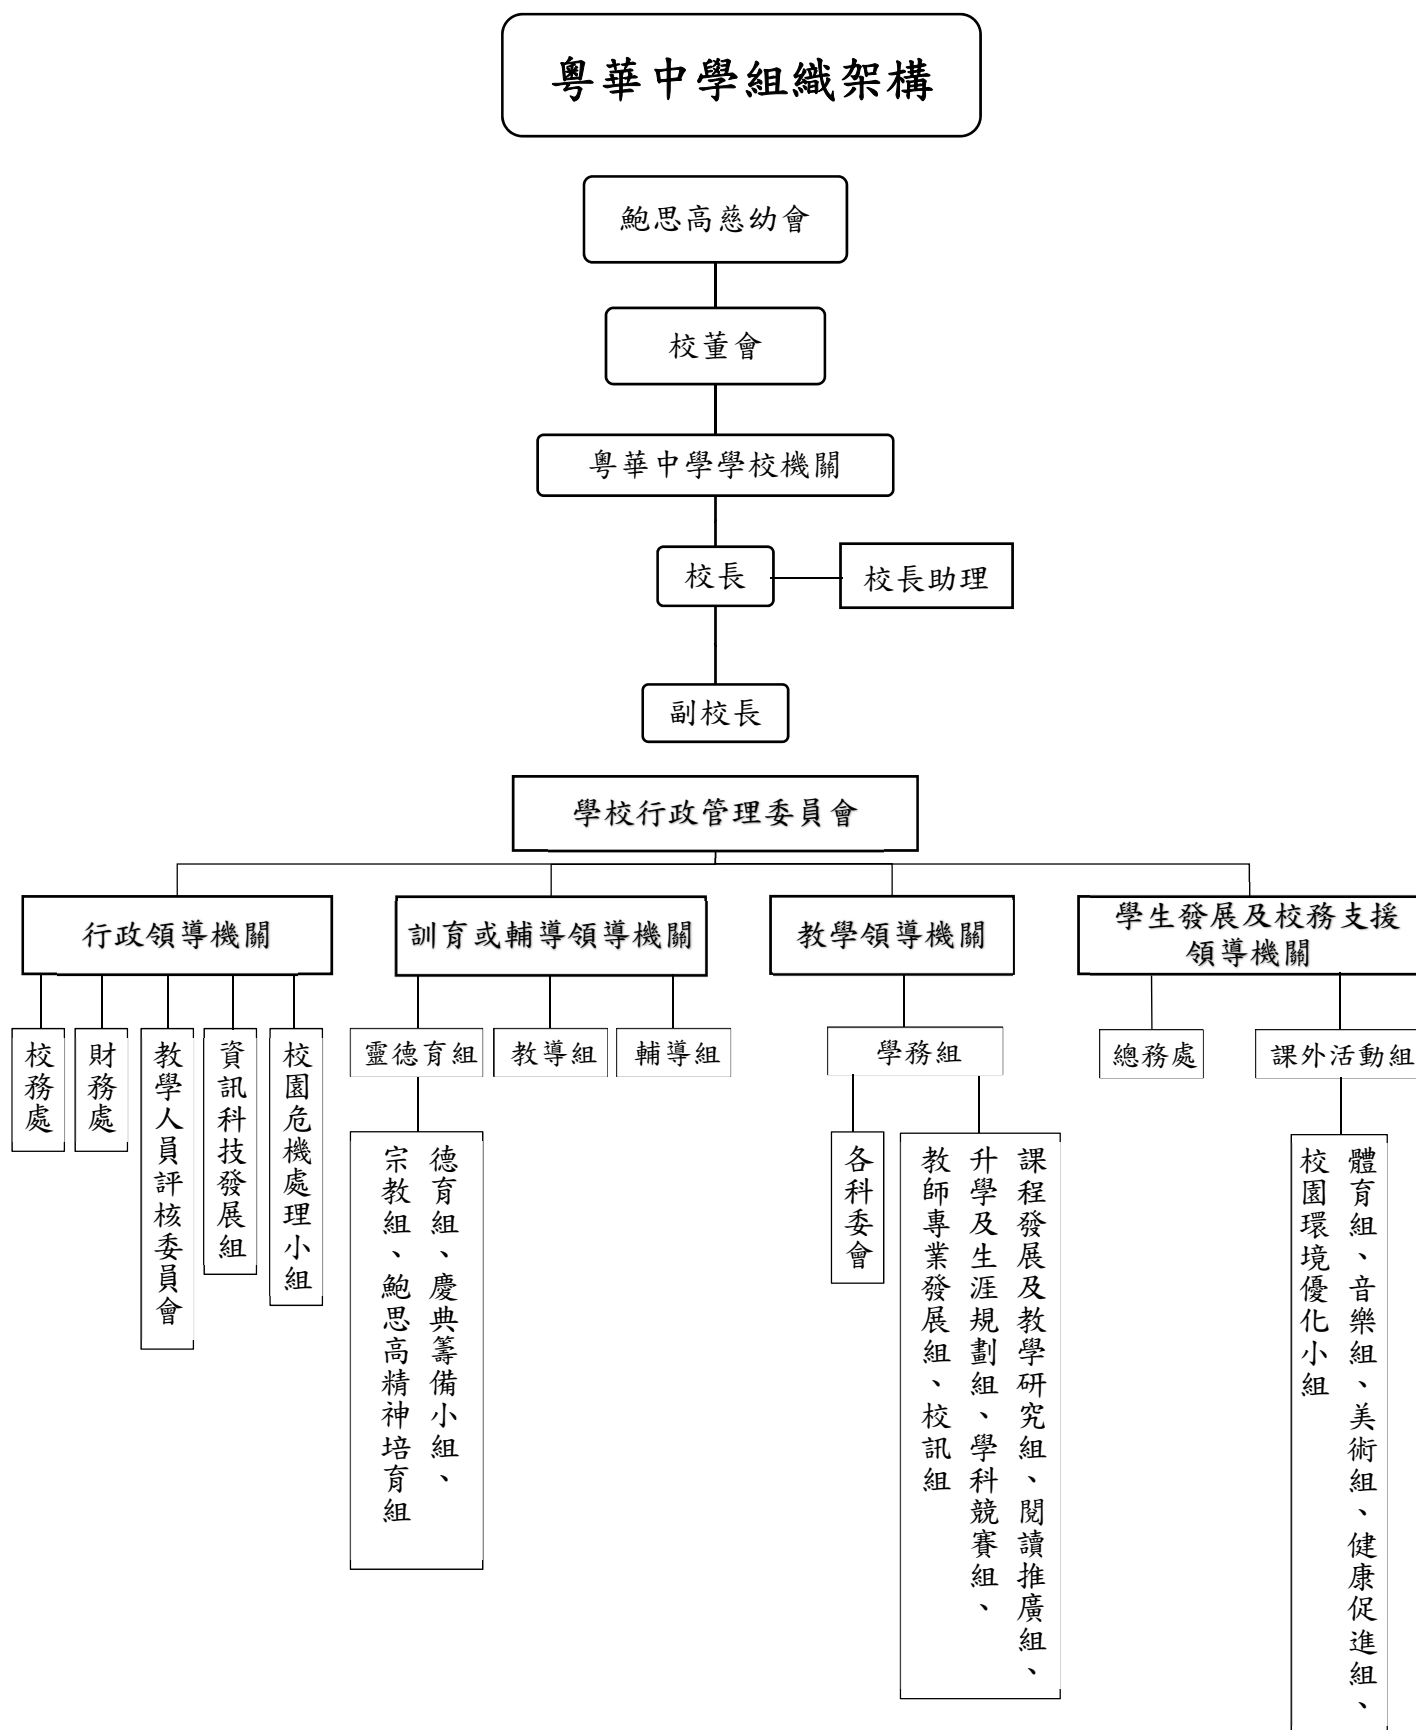 粵華中學組織架構
鮑思高慈幼會
校董會
粵華中學學校機關
校長
校長助理
副校長
學校行政管理委員會
行政領導機關
訓育或輔導領導機關
教學領導機關
學生發展及校務支援
領導機關
校務處
財務處
教學人員評核委員會
資訊科技發展組
校園危機處理小組
靈德育組
教導組
輔導組
學務組
總務處
課外活動組
德育組、慶典籌備小組、
宗教組、鮑思高精神培育組
各科委會
課程發展及教學研究組、閱讀推廣組、
升學及生涯規劃組、學科競賽組、
教師專業發展組、校訊組
體育組、音樂組、美術組、健康促進組、
校園環境優化小組